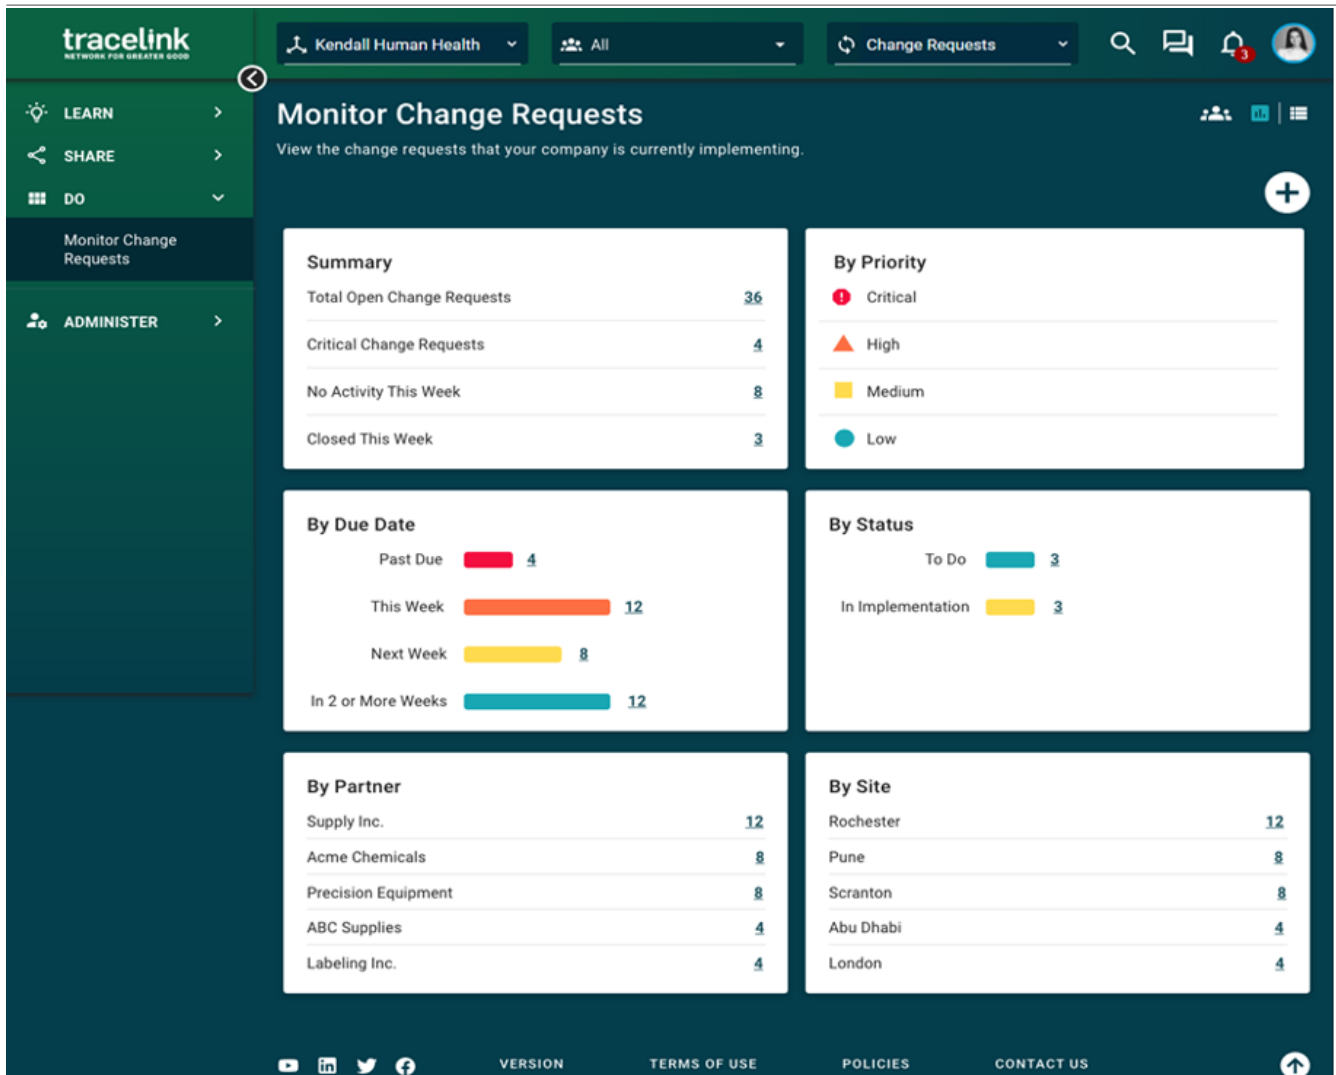 tracelink
NETWORK FOR GREATER GOOD
Kendall Human Health
All
Change Requests
3
LEARN
SHARE
DO
Monitor Change
Requests
ADMINISTER
Monitor Change Requests
View the change requests that your company is currently implementing.
Summary
Total Open Change Requests 36
Critical Change Requests 4
No Activity This Week 8
Closed This Week 3
By Priority
Critical
High
Medium
Low
By Due Date
Past Due 4
This Week 12
Next Week 8
In 2 or More Weeks 12
By Status
To Do 3
In Implementation 3
By Partner
Supply Inc. 12
Acme Chemicals 8
Precision Equipment 8
ABC Supplies 4
Labeling Inc. 4
By Site
Rochester 12
Pune 8
Scranton 8
Abu Dhabi 4
London 4
VERSION TERMS OF USE POLICIES CONTACT US